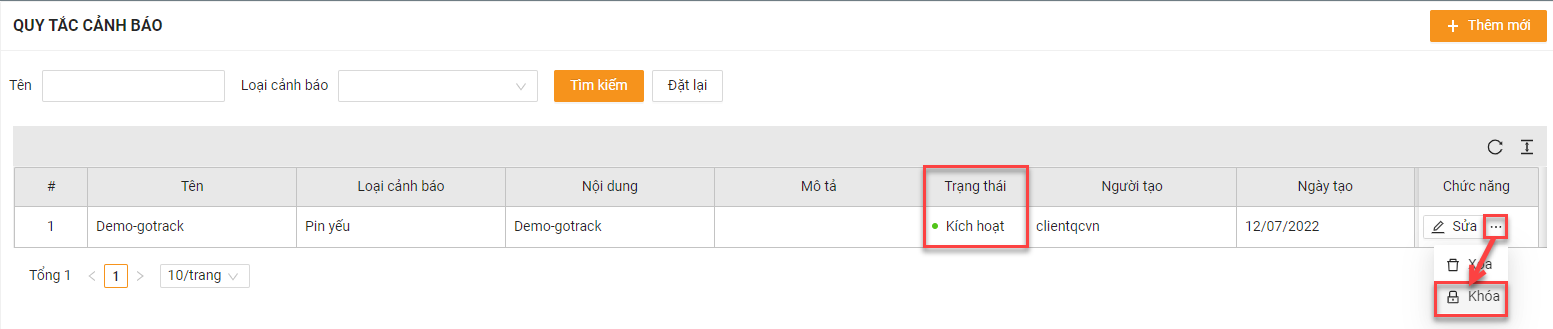 QUY TẮC CẢNH BÁO
+ Thêm mới
Tên Loại cảnh báo Tìm kiếm Đặt lại
# Tên Loại cảnh báo Nội dung Mô tả Trạng thái Người tạo Ngày tạo Chức năng
1 Demo-gotrack Pin yếu Demo-gotrack Kích hoạt clientqcvn 12/07/2022 Sửa ...
Tổng 1 < 1 > 10/trang
Xóa
Khóa